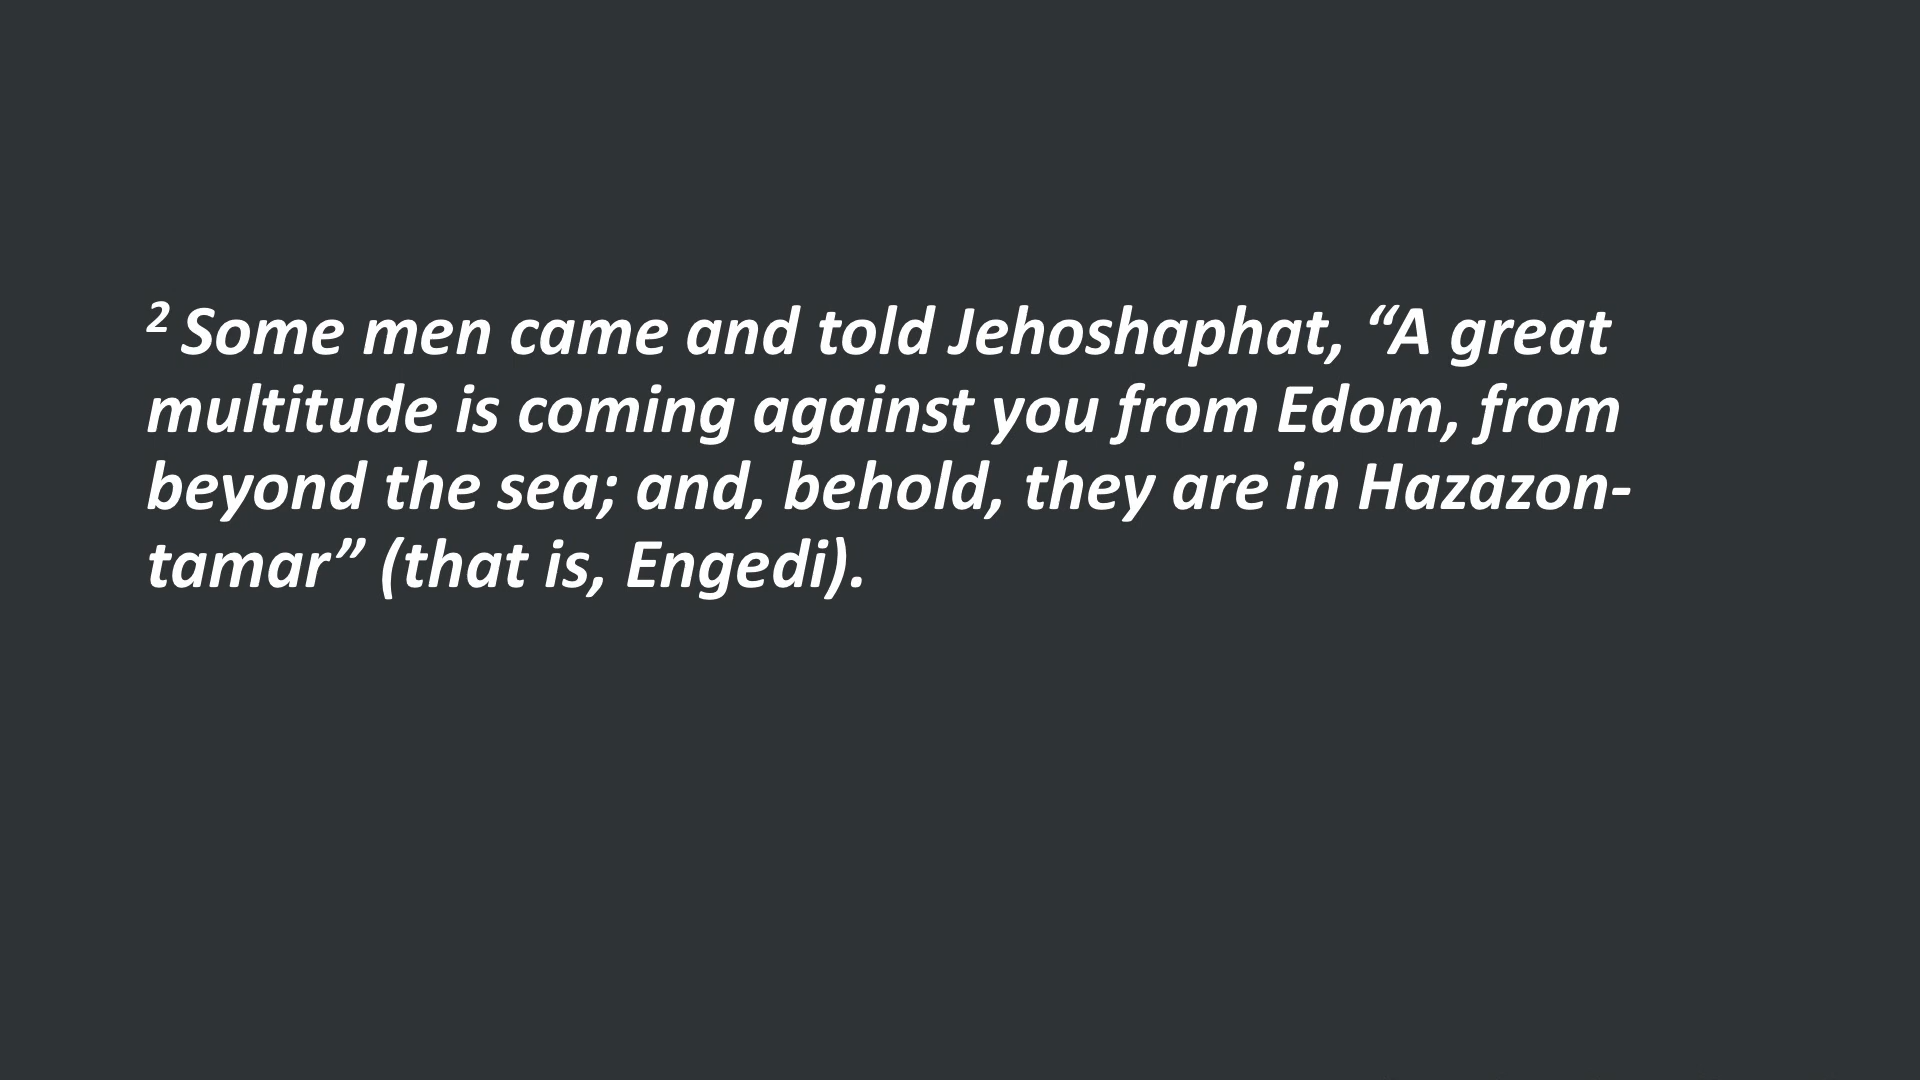 2 Some men came and told Jehoshaphat, “A great
multitude is coming against you from Edom, from
beyond the sea; and, behold, they are in Hazazon-
tamar” (that is, Engedi).